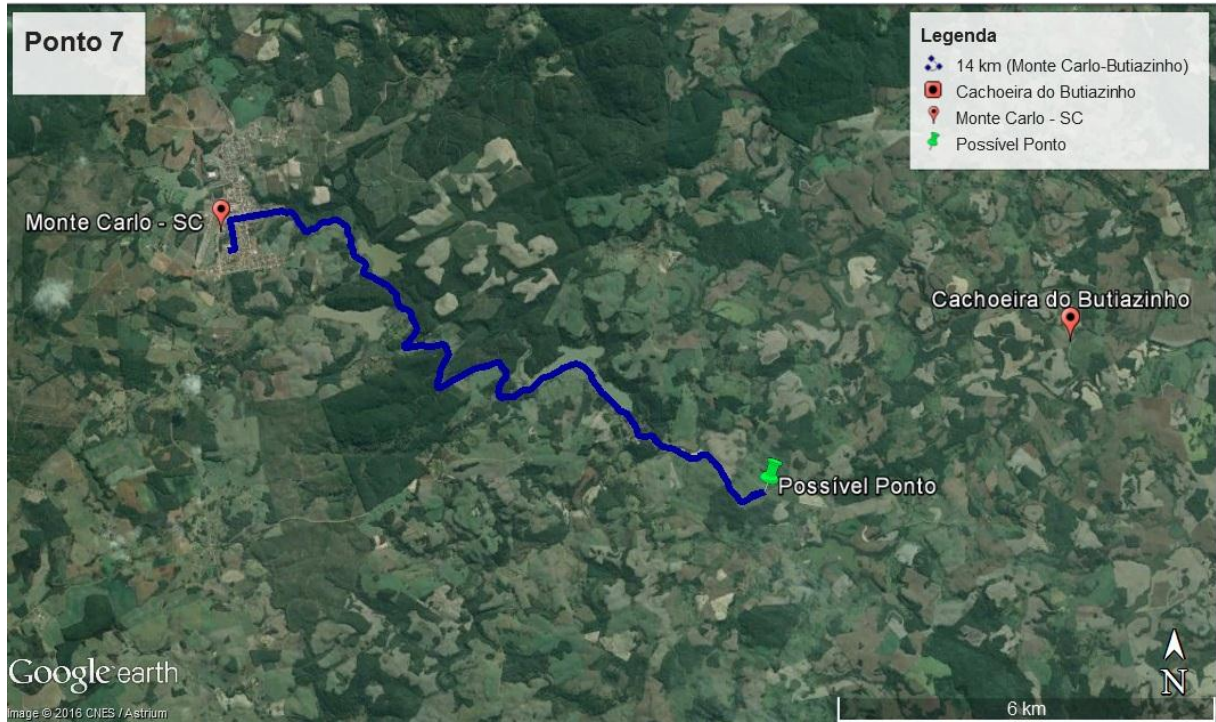 Ponto 7
Legenda
14 km (Monte Carlo-Butiazinho)
Cachoeira do Butiazinho
Monte Carlo - SC
Possível Ponto
Monte Carlo - SC
Cachoeira do Butiazinho
Possível Ponto
Google earth
Image © 2016 CNES / Astrium
N
6 km